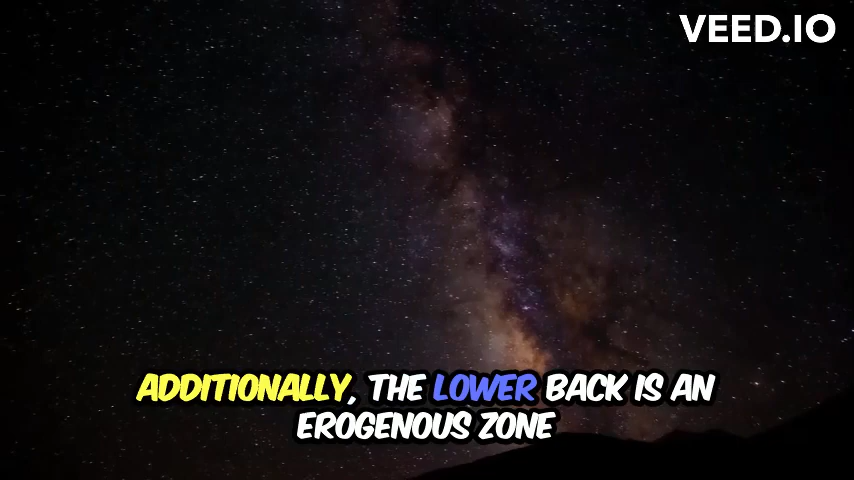 VEED.IO
ADDITIONALLY, THE LOWER BACK IS AN
EROGENOUS ZONE